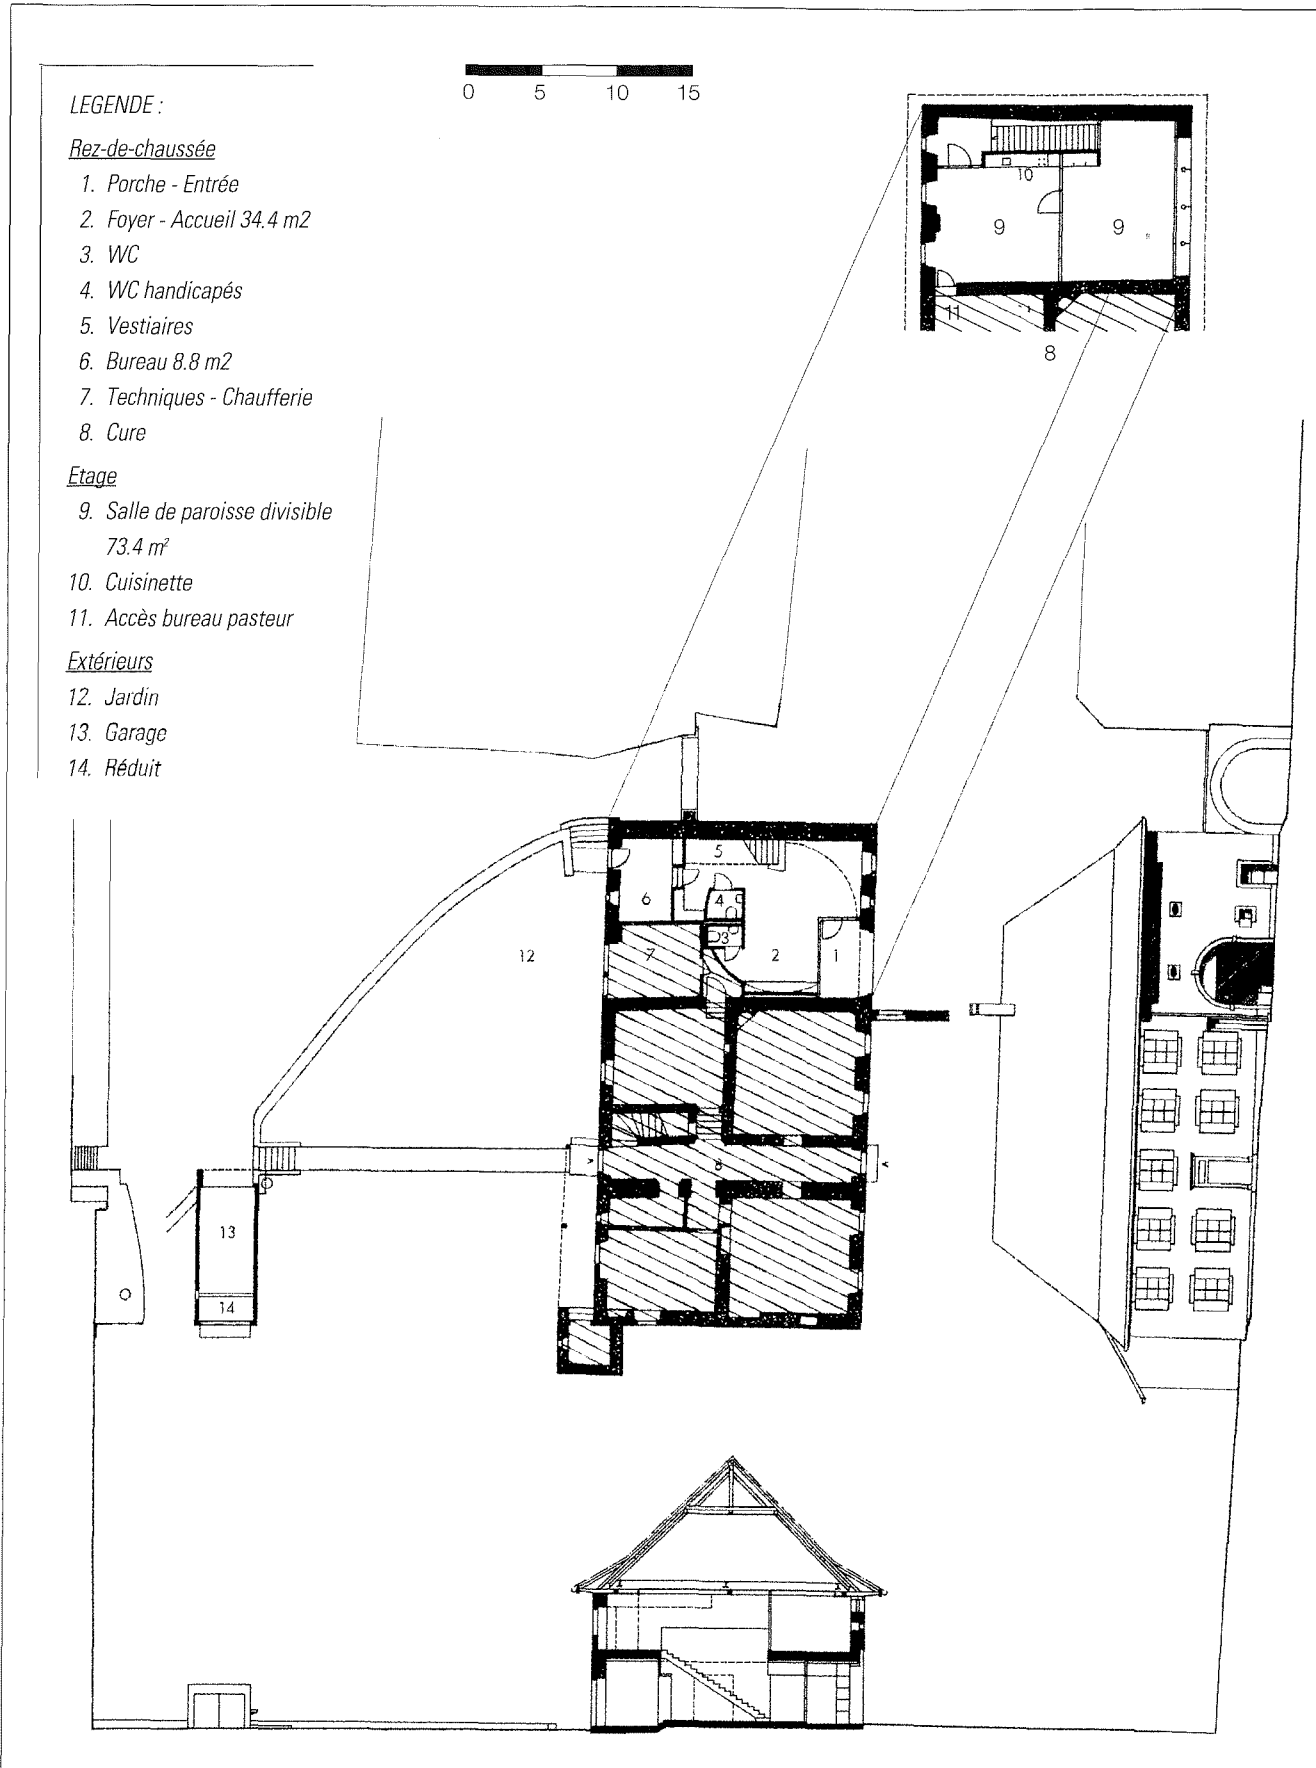 LEGENDE :
Rez-de-chaussée
1. Porche - Entrée
2. Foyer - Accueil 34.4 m2
3. WC
4. WC handicapés
5. Vestiaires
6. Bureau 8.8 m2
7. Techniques - Chaufferie
8. Cure
Etage
9. Salle de paroisse divisible
73.4 m²
10. Cuisinette
11. Accès bureau pasteur
Extérieurs
12. Jardin
13. Garage
14. Réduit
0 5 10 15
10
9 9
11
8
5
6 4
3
12 7 2 1
8
13
14